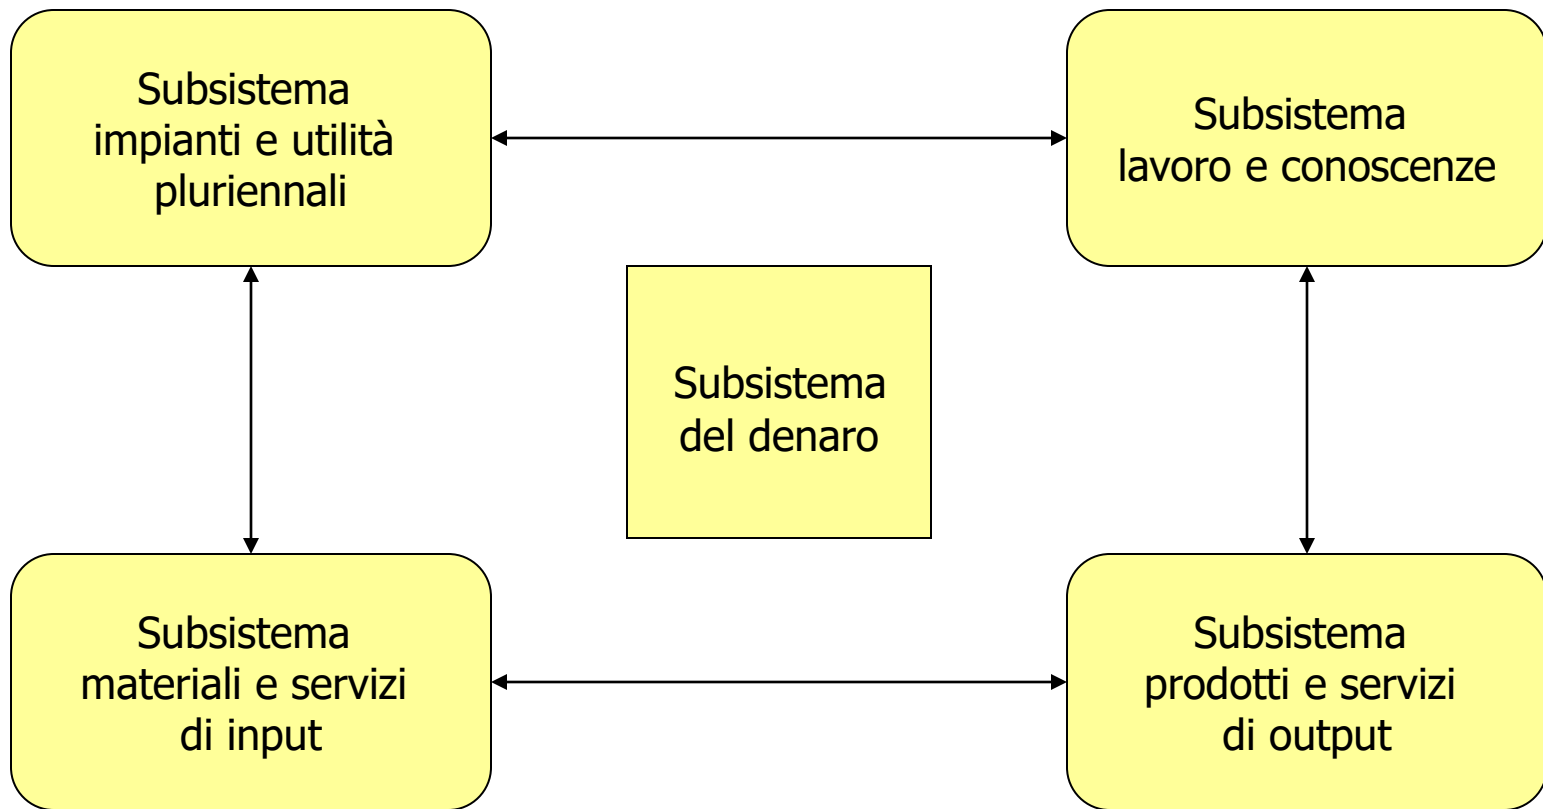 Subsistema
impianti e utilità
pluriennali
Subsistema
lavoro e conoscenze
Subsistema
del denaro
Subsistema
materiali e servizi
di input
Subsistema
prodotti e servizi
di output